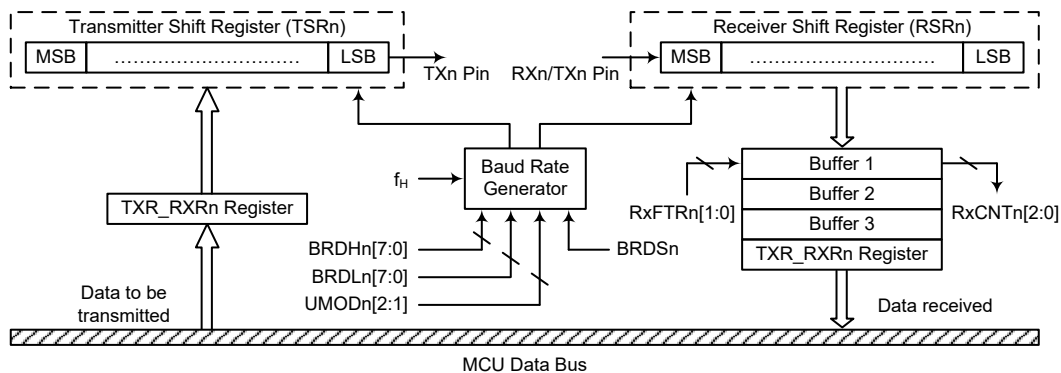 Transmitter Shift Register (TSRn)
MSB ………………………… LSB
TXn Pin
RXn/TXn Pin
Receiver Shift Register (RSRn)
MSB ………………………… LSB
Baud Rate
Generator
fH
BRDHn[7:0]
BRDLn[7:0]
UMODn[2:1]
BRDSn
TXR_RXRn Register
Data to be
transmitted
Buffer 1
Buffer 2
Buffer 3
TXR_RXRn Register
RxFTRn[1:0]
RxCNTn[2:0]
Data received
MCU Data Bus